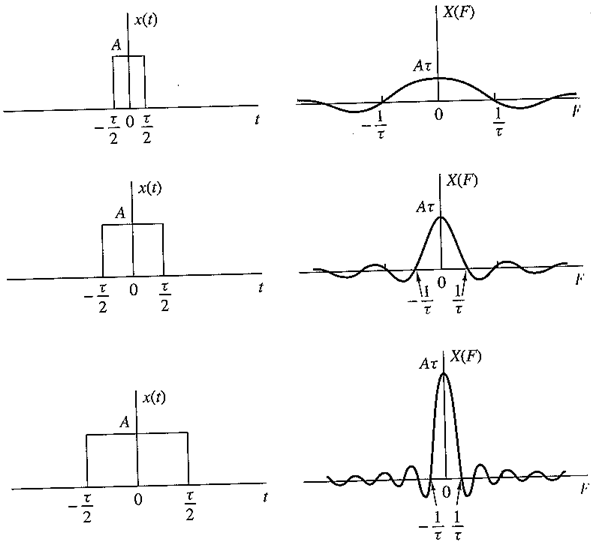 x(t)
A
-τ/2 0 τ/2 t
X(F)
Aτ
-1/τ 0 1/τ F
x(t)
A
-τ/2 0 τ/2 t
X(F)
Aτ
-1/τ 1/τ 0 F
x(t)
A
-τ/2 0 τ/2 t
Aτ X(F)
0 F
-1/τ 1/τ